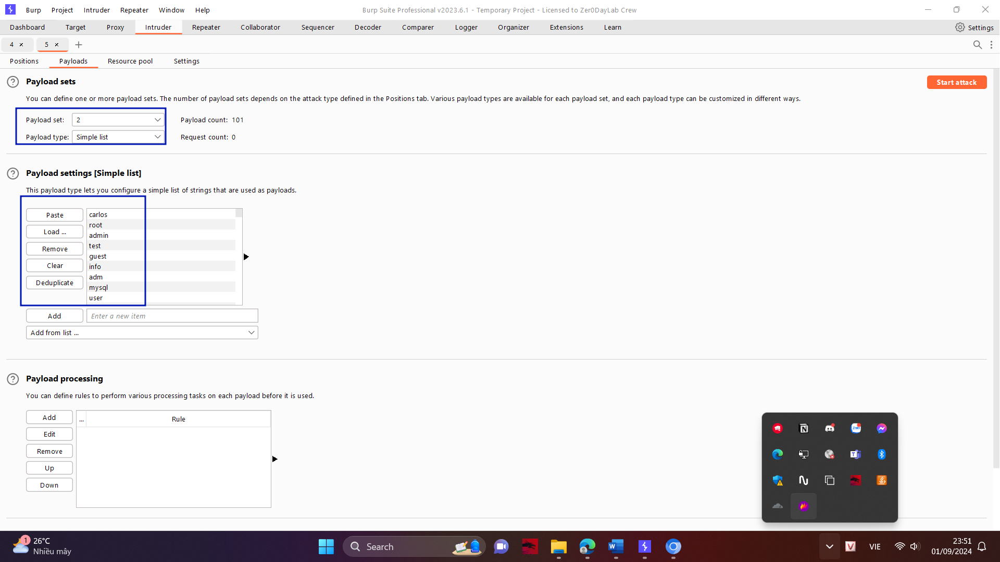 Burp Project Intruder Repeater Window Help
Burp Suite Professional v2023.6.1 - Temporary Project - Licensed to Zer0DayLab Crew
Dashboard Target Proxy Intruder Repeater Collaborator Sequencer Decoder Comparer Logger Organizer Extensions Learn
Settings
4 × 5 × +
Positions Payloads Resource pool Settings
? Payload sets
Start attack
You can define one or more payload sets. The number of payload sets depends on the attack type defined in the Positions tab. Various payload types are available for each payload set, and each payload type can be customized in different ways.
Payload set: 2 Payload count: 101
Payload type: Simple list Request count: 0
? Payload settings [Simple list]
This payload type lets you configure a simple list of strings that are used as payloads.
Paste
Load ...
Remove
Clear
Deduplicate
carlos
root
admin
test
guest
info
adm
mysql
user
Add Enter a new item
Add from list ...
? Payload processing
You can define rules to perform various processing tasks on each payload before it is used.
Add
Edit
Remove
Up
Down
... Rule
Zalo
1
26°C
Nhiều mây
Search
VIE
23:51
01/09/2024